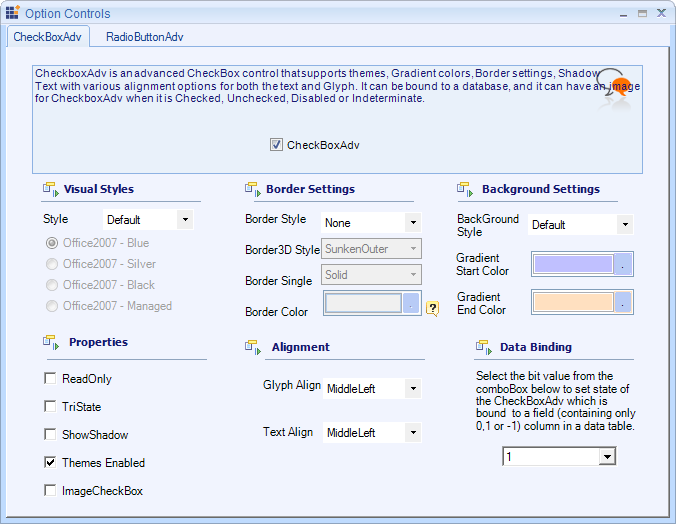 Option Controls
CheckBoxAdv
RadioButtonAdv
CheckboxAdv is an advanced CheckBox control that supports themes, Gradient colors, Border settings, Shadow
Text with various alignment options for both the text and Glyph. It can be bound to a database, and it can have an image
for CheckboxAdv when it is Checked, Unchecked, Disabled or Indeterminate.
CheckBoxAdv
Visual Styles
Style
Default
Office2007 - Blue
Office2007 - Silver
Office2007 - Black
Office2007 - Managed
Border Settings
Border Style
None
Border3D Style
SunkenOuter
Border Single
Solid
Border Color
.
?
Background Settings
BackGround
Style
Default
Gradient
Start Color
.
Gradient
End Color
.
Properties
ReadOnly
TriState
ShowShadow
Themes Enabled
ImageCheckBox
Alignment
Glyph Align
MiddleLeft
Text Align
MiddleLeft
Data Binding
Select the bit value from the
comboBox below to set state of
the CheckBoxAdv which is
bound to a field (containing only
0,1 or -1) column in a data table.
1